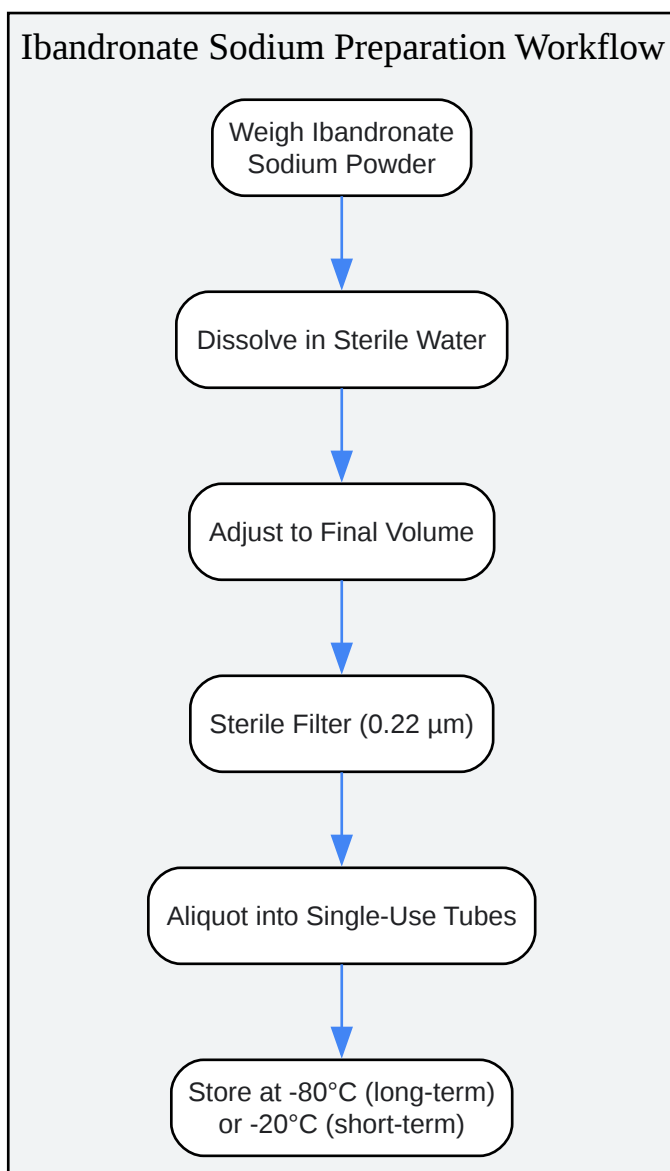 Ibandronate Sodium Preparation Workflow
Weigh Ibandronate
Sodium Powder
Dissolve in Sterile Water
Adjust to Final Volume
Sterile Filter (0.22 µm)
Aliquot into Single-Use Tubes
Store at -80°C (long-term)
or -20°C (short-term)